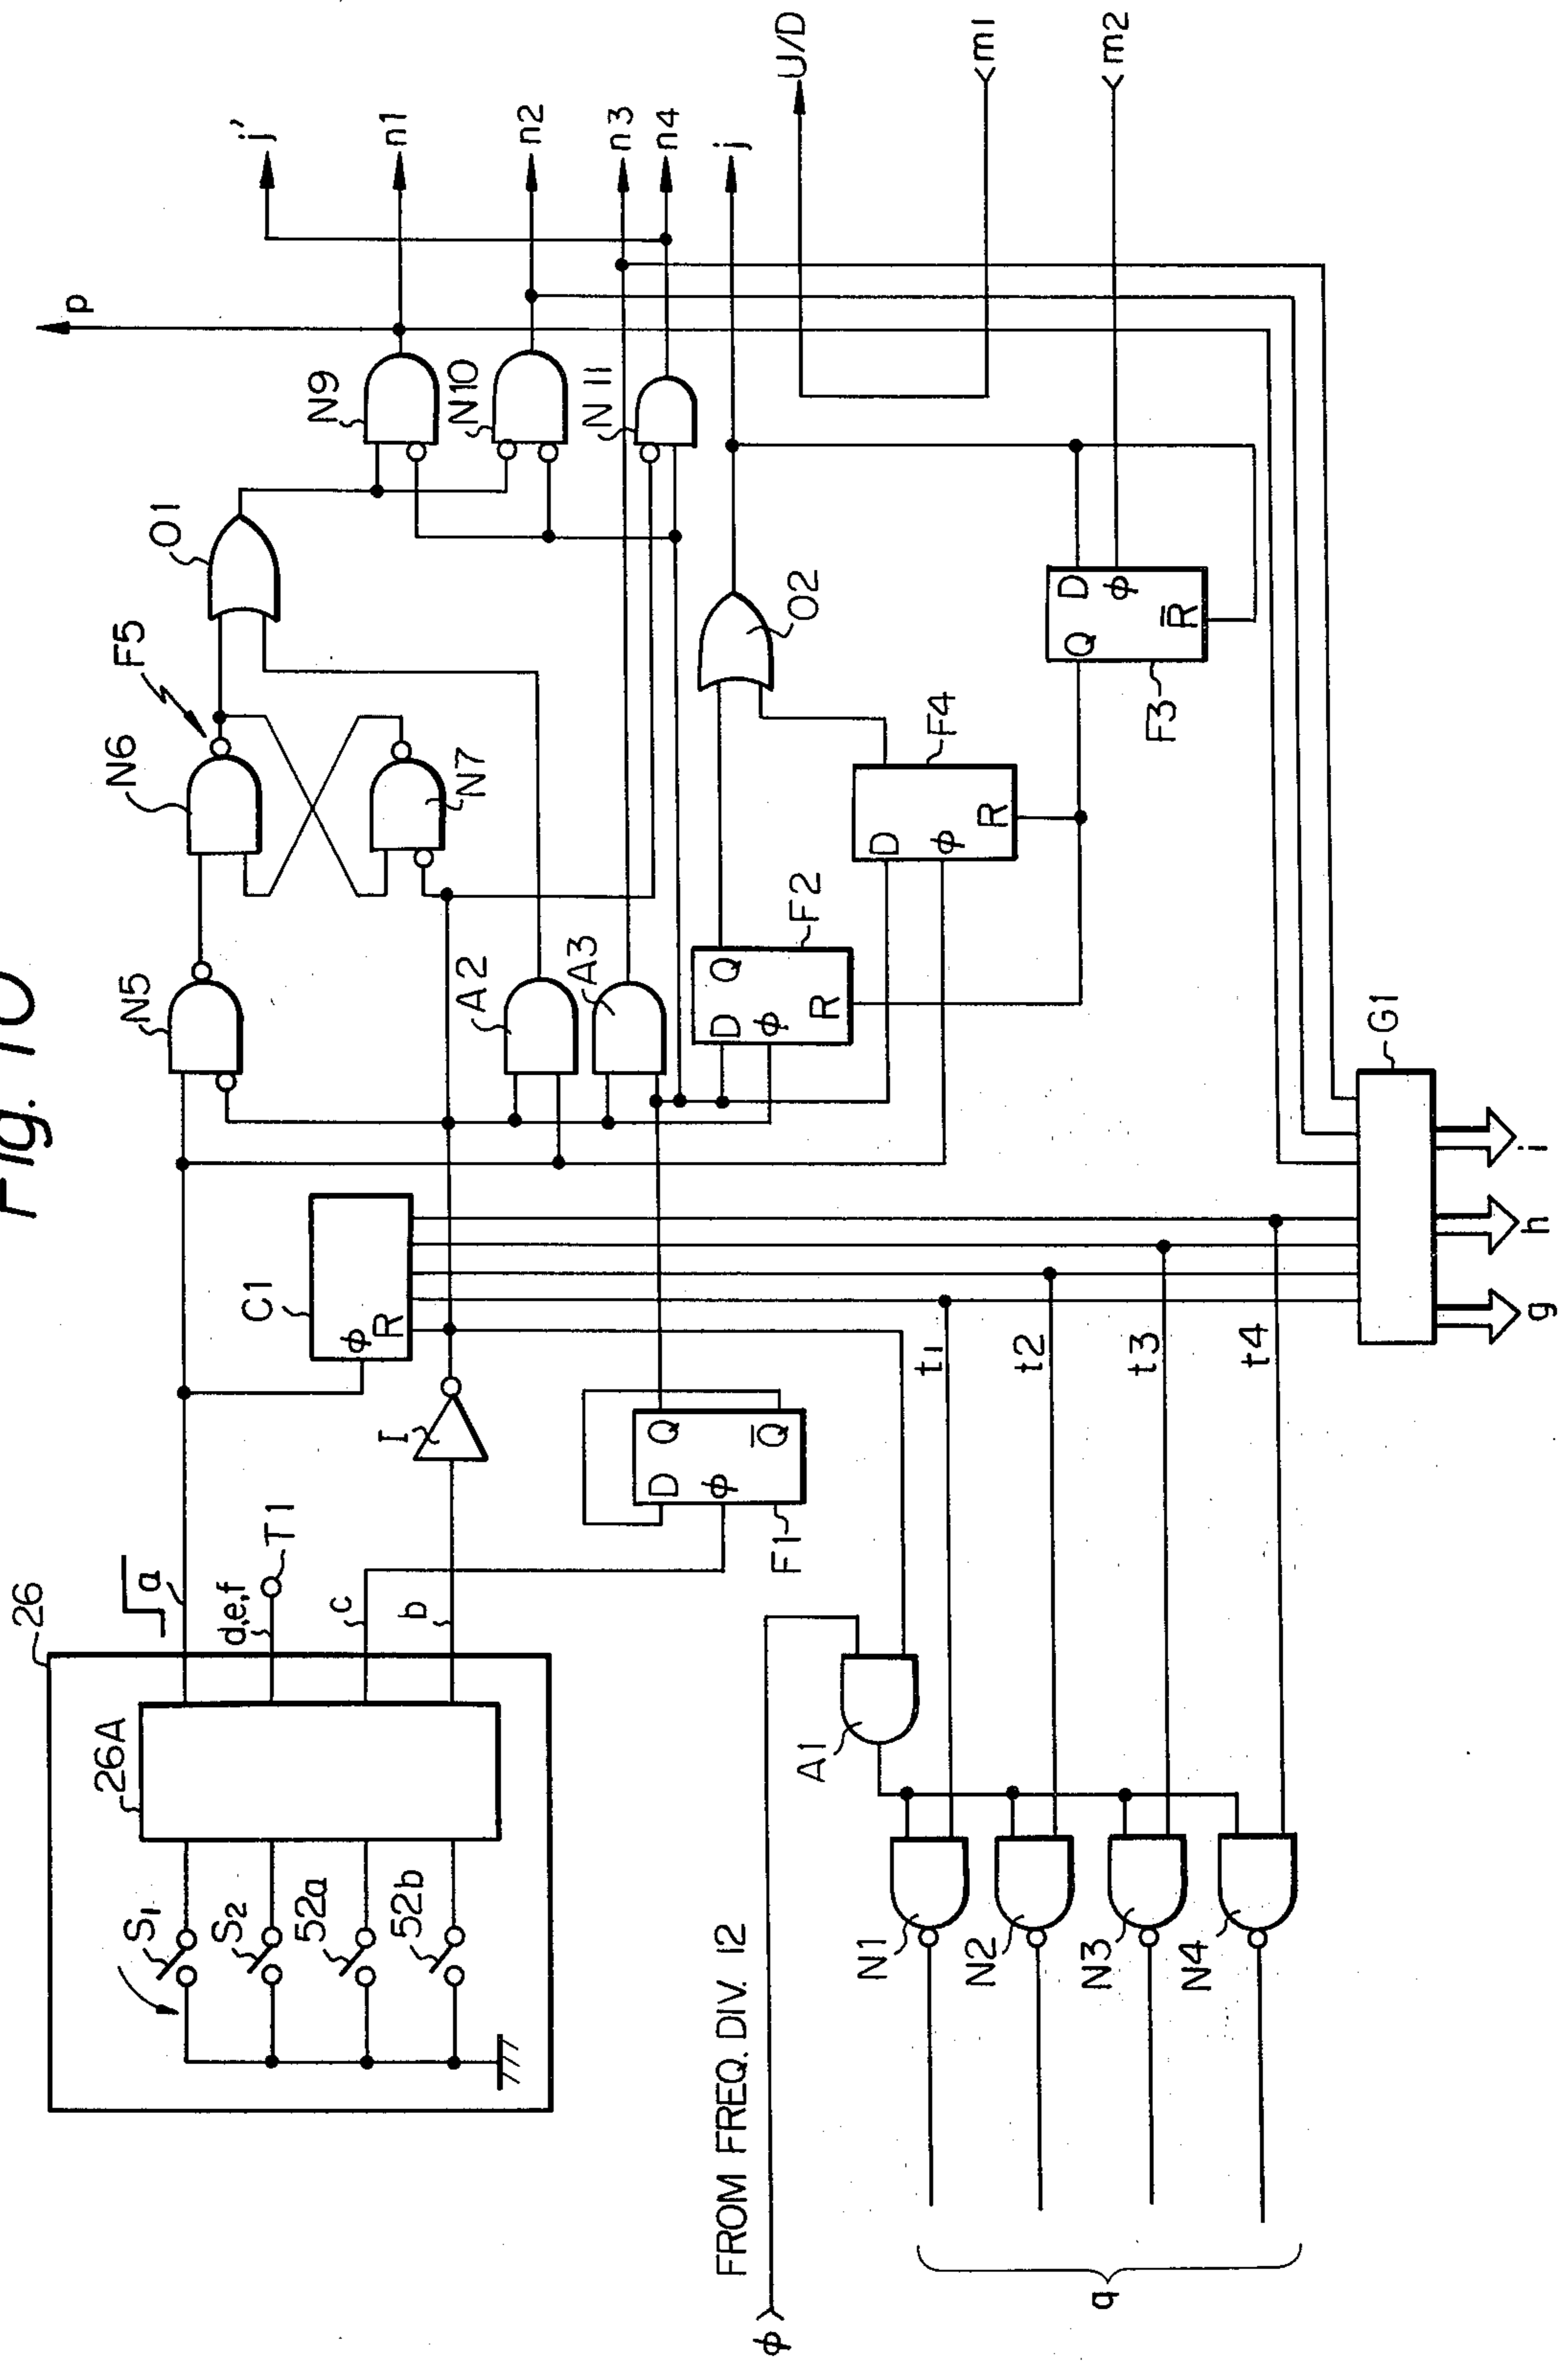 Fig. 10
p
j'
n1
n2
n3
n4
j
U/D
m1
m2
N9
N10
N11
O1
O2
F5
N6
N7
N5
A2
A3
D
Q
ϕ
R
F2
D
ϕ
R
F4
D
ϕ
Q
R̅
F3
C1
ϕ
R
I
D
Q
ϕ
Q̅
F1
26
26A
a
d,e,f
T1
c
b
S1
S2
52a
52b
A1
t1
t2
t3
t4
N1
N2
N3
N4
G1
g
h
i
FROM FREQ. DIV. 12
ϕ
q